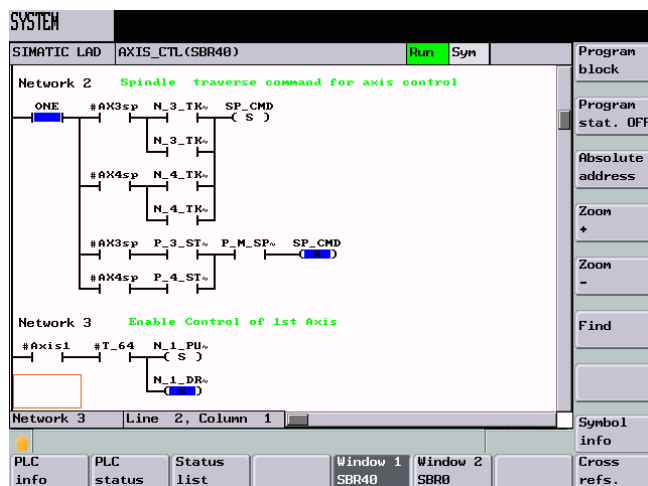 SYSTEM
SIMATIC LAD AXIS_CTL(SBR40) Run Sym
Network 2 Spindle traverse command for axis control
ONE #AX3sp N_3_TK~ SP_CMD
( S )
N_3_TK~
#AX4sp N_4_TK~
N_4_TK~
#AX3sp P_3_ST~ P_M_SP~ SP_CMD
#AX4sp P_4_ST~
Network 3 Enable Control of 1st Axis
#Axis1 #T_64 N_1_PU~
( S )
N_1_DR~
( S )
Network 3 Line 2, Column 1
Program
block
Program
stat. OFF
Absolute
address
Zoom
+
Zoom
-
Find
Symbol
info
Cross
refs.
PLC
info
PLC
status
Status
list
Window 1
SBR40
Window 2
SBR0